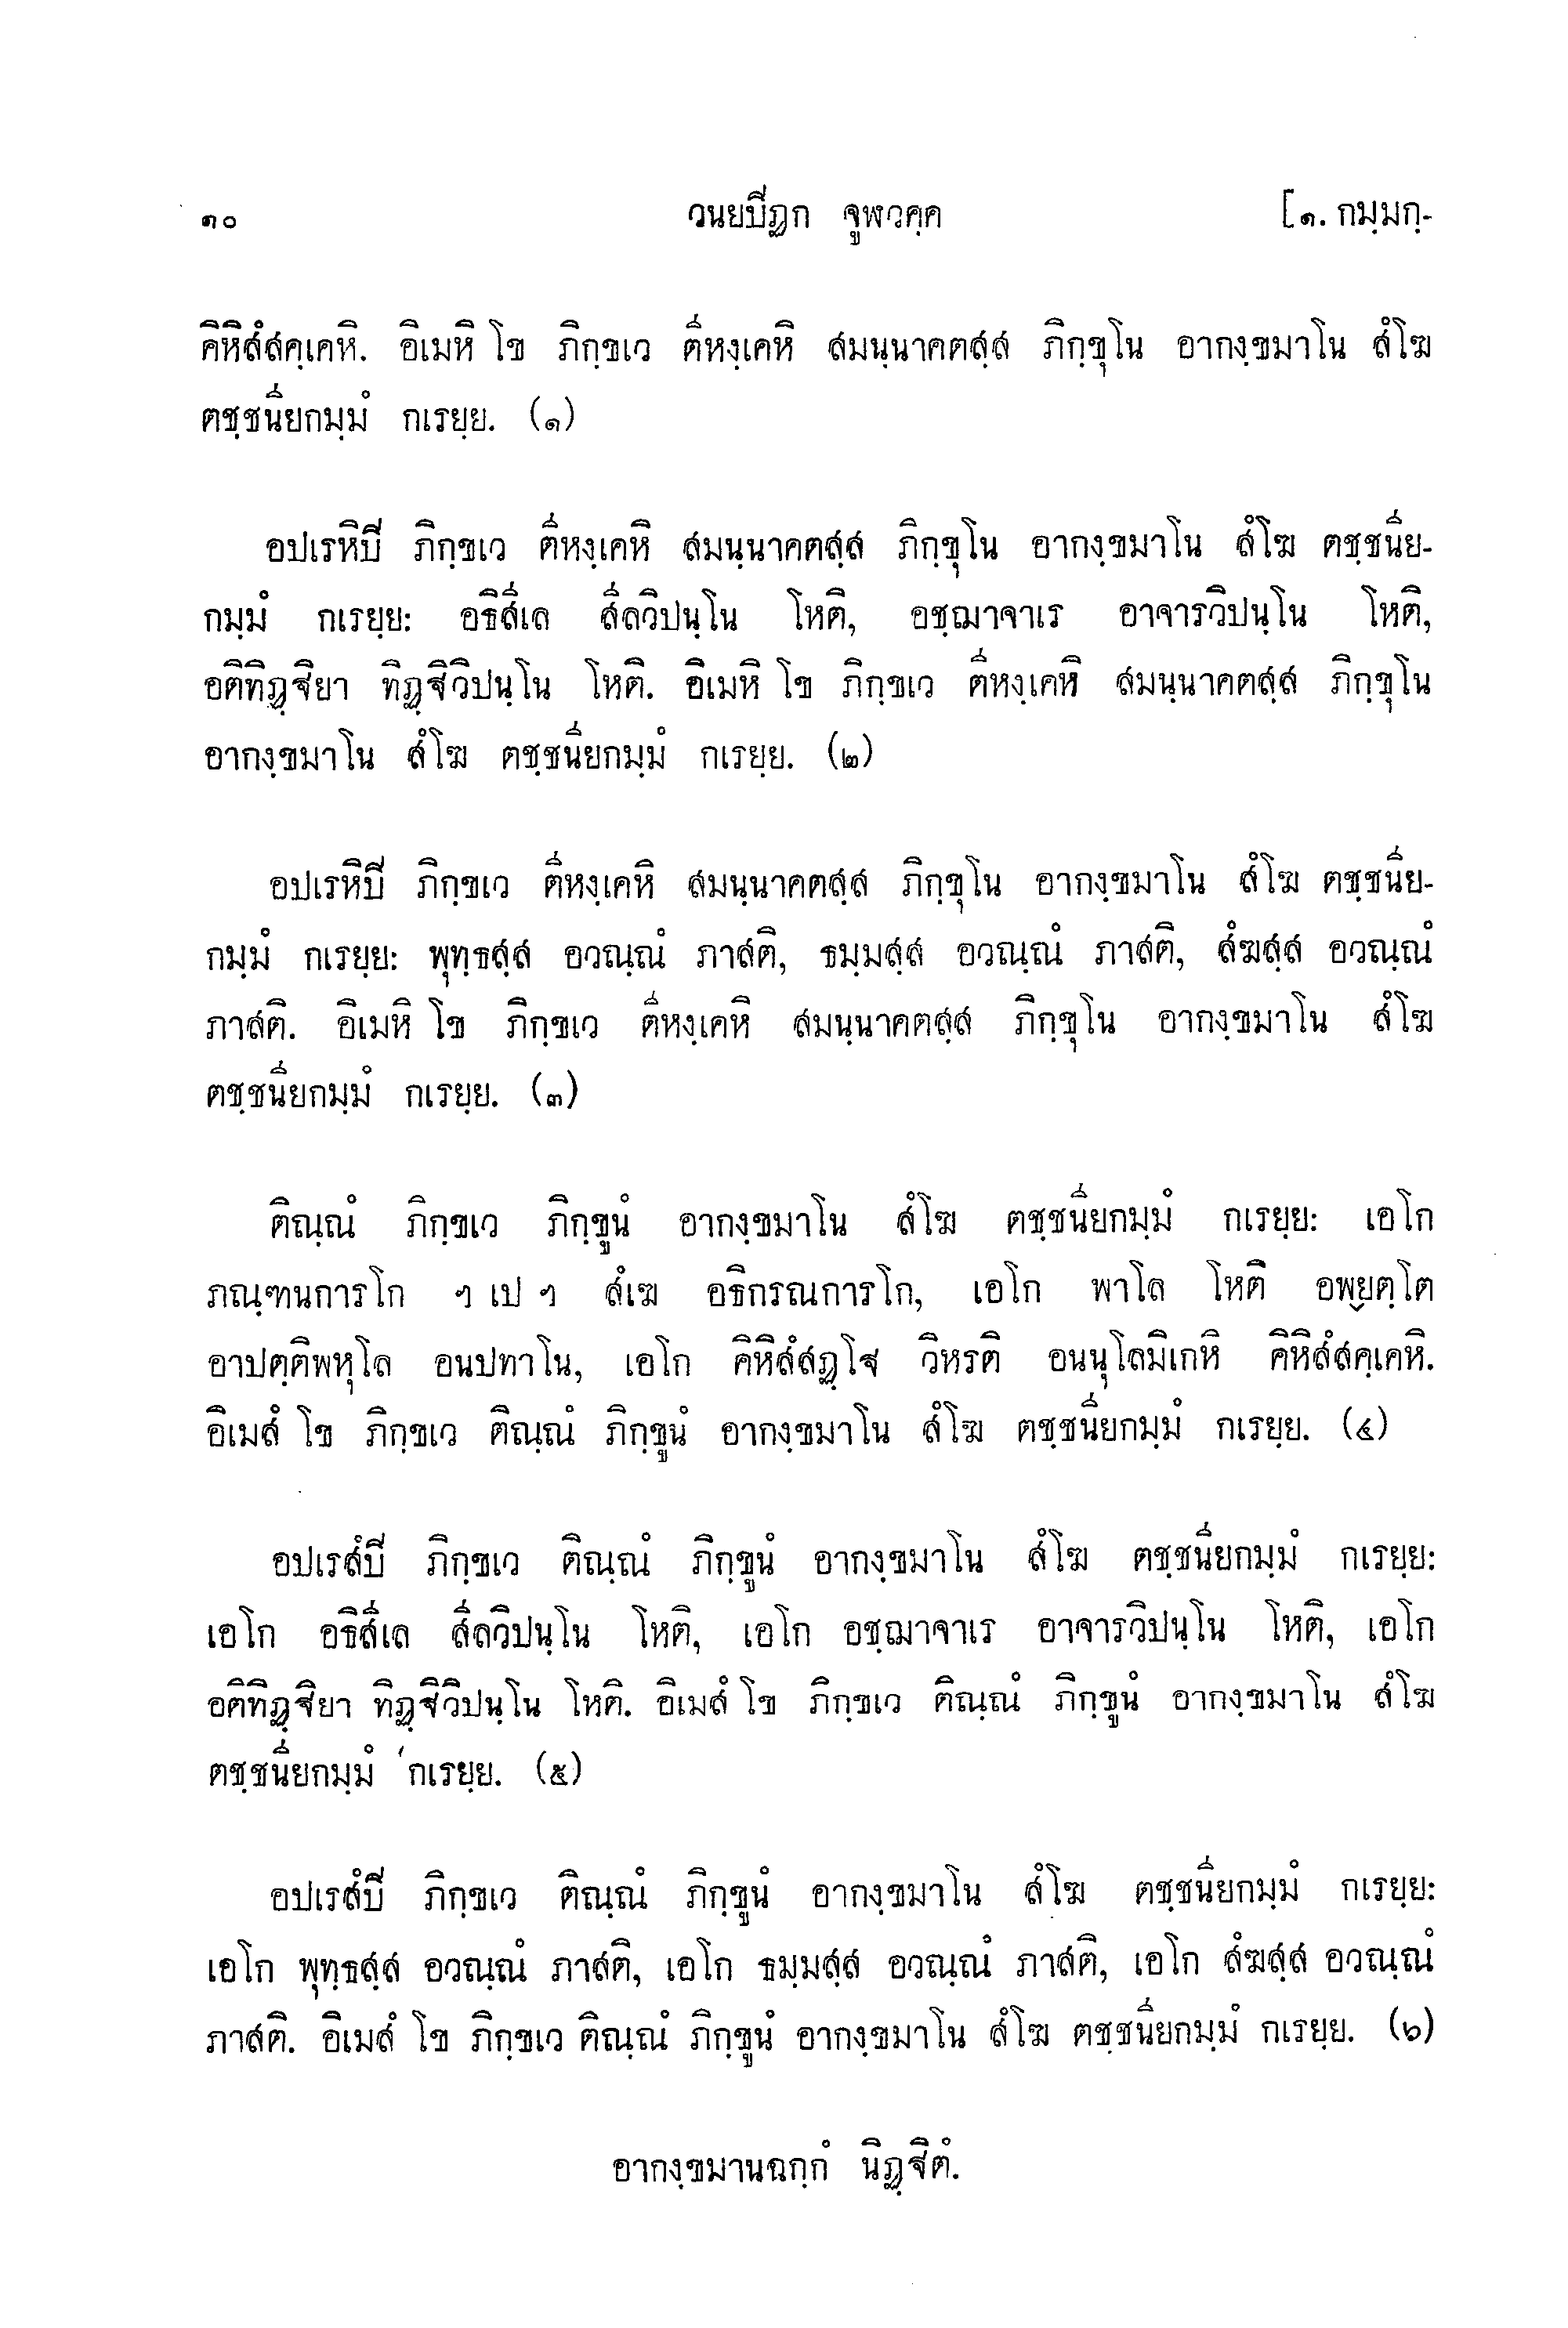 ๑๐ วนยปีฏก จูฬวคฺค [๑. กมฺมกฺ-
คิหิสํสคฺเคหิ. อิเมหิ โข ภิกฺขเว ตีหงฺเคหิ สมนฺนาคตสฺส ภิกฺขุโน อากงฺขมาโน สํโฆ
ตชฺชนียกมฺมํ กเรยฺย. (๑)
อปเรหิปี ภิกฺขเว ตีหงฺเคหิ สมนฺนาคตสฺส ภิกฺขุโน อากงฺขมาโน สํโฆ ตชฺชนีย-
กมฺมํ กเรยฺย: อธิสีเล สีลวิปนฺโน โหติ, อชฺฌาจาเร อาจารวิปนฺโน โหติ,
อติทิฏฺฐิยา ทิฏฺฐิวิปนฺโน โหติ. อิเมหิ โข ภิกฺขเว ตีหงฺเคหิ สมนฺนาคตสฺส ภิกฺขุโน
อากงฺขมาโน สํโฆ ตชฺชนียกมฺมํ กเรยฺย. (๒)
อปเรหิปี ภิกฺขเว ตีหงฺเคหิ สมนฺนาคตสฺส ภิกฺขุโน อากงฺขมาโน สํโฆ ตชฺชนีย-
กมฺมํ กเรยฺย: พุทฺธสฺส อวณฺณํ ภาสติ, ธมฺมสฺส อวณฺณํ ภาสติ, สํฆสฺส อวณฺณํ
ภาสติ. อิเมหิ โข ภิกฺขเว ตีหงฺเคหิ สมนฺนาคตสฺส ภิกฺขุโน อากงฺขมาโน สํโฆ
ตชฺชนียกมฺมํ กเรยฺย. (๓)
ติณฺณํ ภิกฺขเว ภิกฺขูนํ อากงฺขมาโน สํโฆ ตชฺชนียกมฺมํ กเรยฺย: เอโก
ภณฺฑนการโก ฯ เป ฯ สํเฆ อธิกรณการโก, เอโก พาโล โหติ อพฺยตฺโต
อาปตฺติพหุโล อนปทาโน, เอโก คิหิสํสฏฺโฐ วิหรติ อนนุโลมิเกหิ คิหิสํสคฺเคหิ.
อิเมสํ โข ภิกฺขเว ติณฺณํ ภิกฺขูนํ อากงฺขมาโน สํโฆ ตชฺชนียกมฺมํ กเรยฺย. (๔)
อปเรสํปี ภิกฺขเว ติณฺณํ ภิกฺขูนํ อากงฺขมาโน สํโฆ ตชฺชนียกมฺมํ กเรยฺย:
เอโก อธิสีเล สีลวิปนฺโน โหติ, เอโก อชฺฌาจาเร อาจารวิปนฺโน โหติ, เอโก
อติทิฏฺฐิยา ทิฏฺฐิวิปนฺโน โหติ. อิเมสํ โข ภิกฺขเว ติณฺณํ ภิกฺขูนํ อากงฺขมาโน สํโฆ
ตชฺชนียกมฺมํ กเรยฺย. (๕)
อปเรสํปี ภิกฺขเว ติณฺณํ ภิกฺขูนํ อากงฺขมาโน สํโฆ ตชฺชนียกมฺมํ กเรยฺย:
เอโก พุทฺธสฺส อวณฺณํ ภาสติ, เอโก ธมฺมสฺส อวณฺณํ ภาสติ, เอโก สํฆสฺส อวณฺณํ
ภาสติ. อิเมสํ โข ภิกฺขเว ติณฺณํ ภิกฺขูนํ อากงฺขมาโน สํโฆ ตชฺชนียกมฺมํ กเรยฺย. (๖)
อากงฺขมานฉกฺกํ นิฏฺฐิตํ.